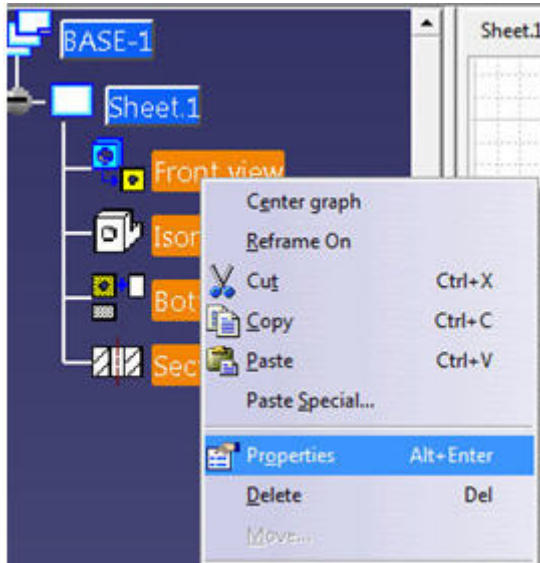 BASE-1
Sheet.1
Sheet.1
Front view
Center graph
Reframe On
Isor
Cut Ctrl+X
Bot
Copy Ctrl+C
Paste Ctrl+V
Sec
Paste Special...
Properties Alt+Enter
Delete Del
Move...